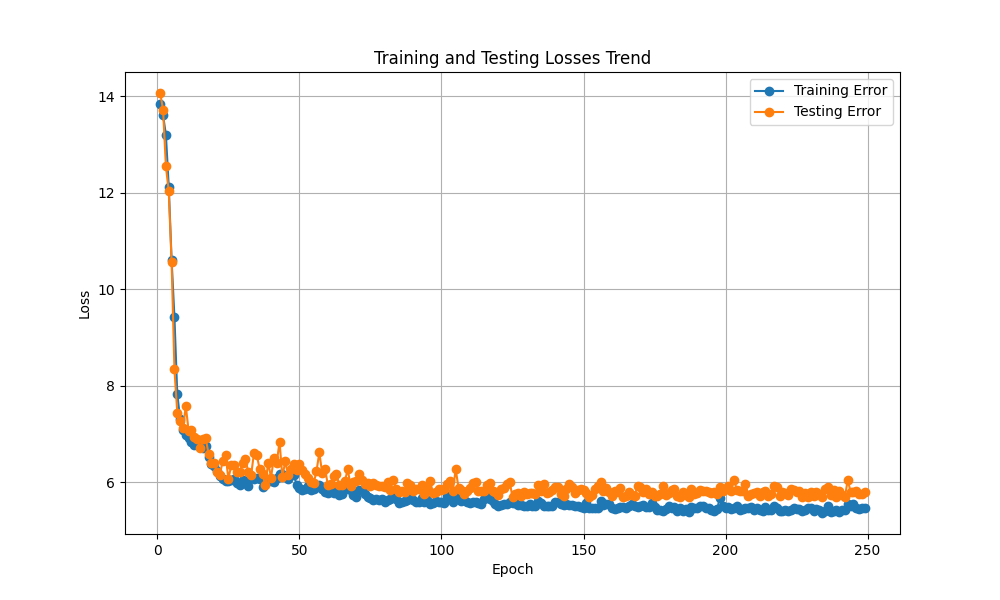 Training and Testing Losses Trend
Training Error
Testing Error
14
12
10
8
6
Loss
0
50
100
150
200
250
Epoch